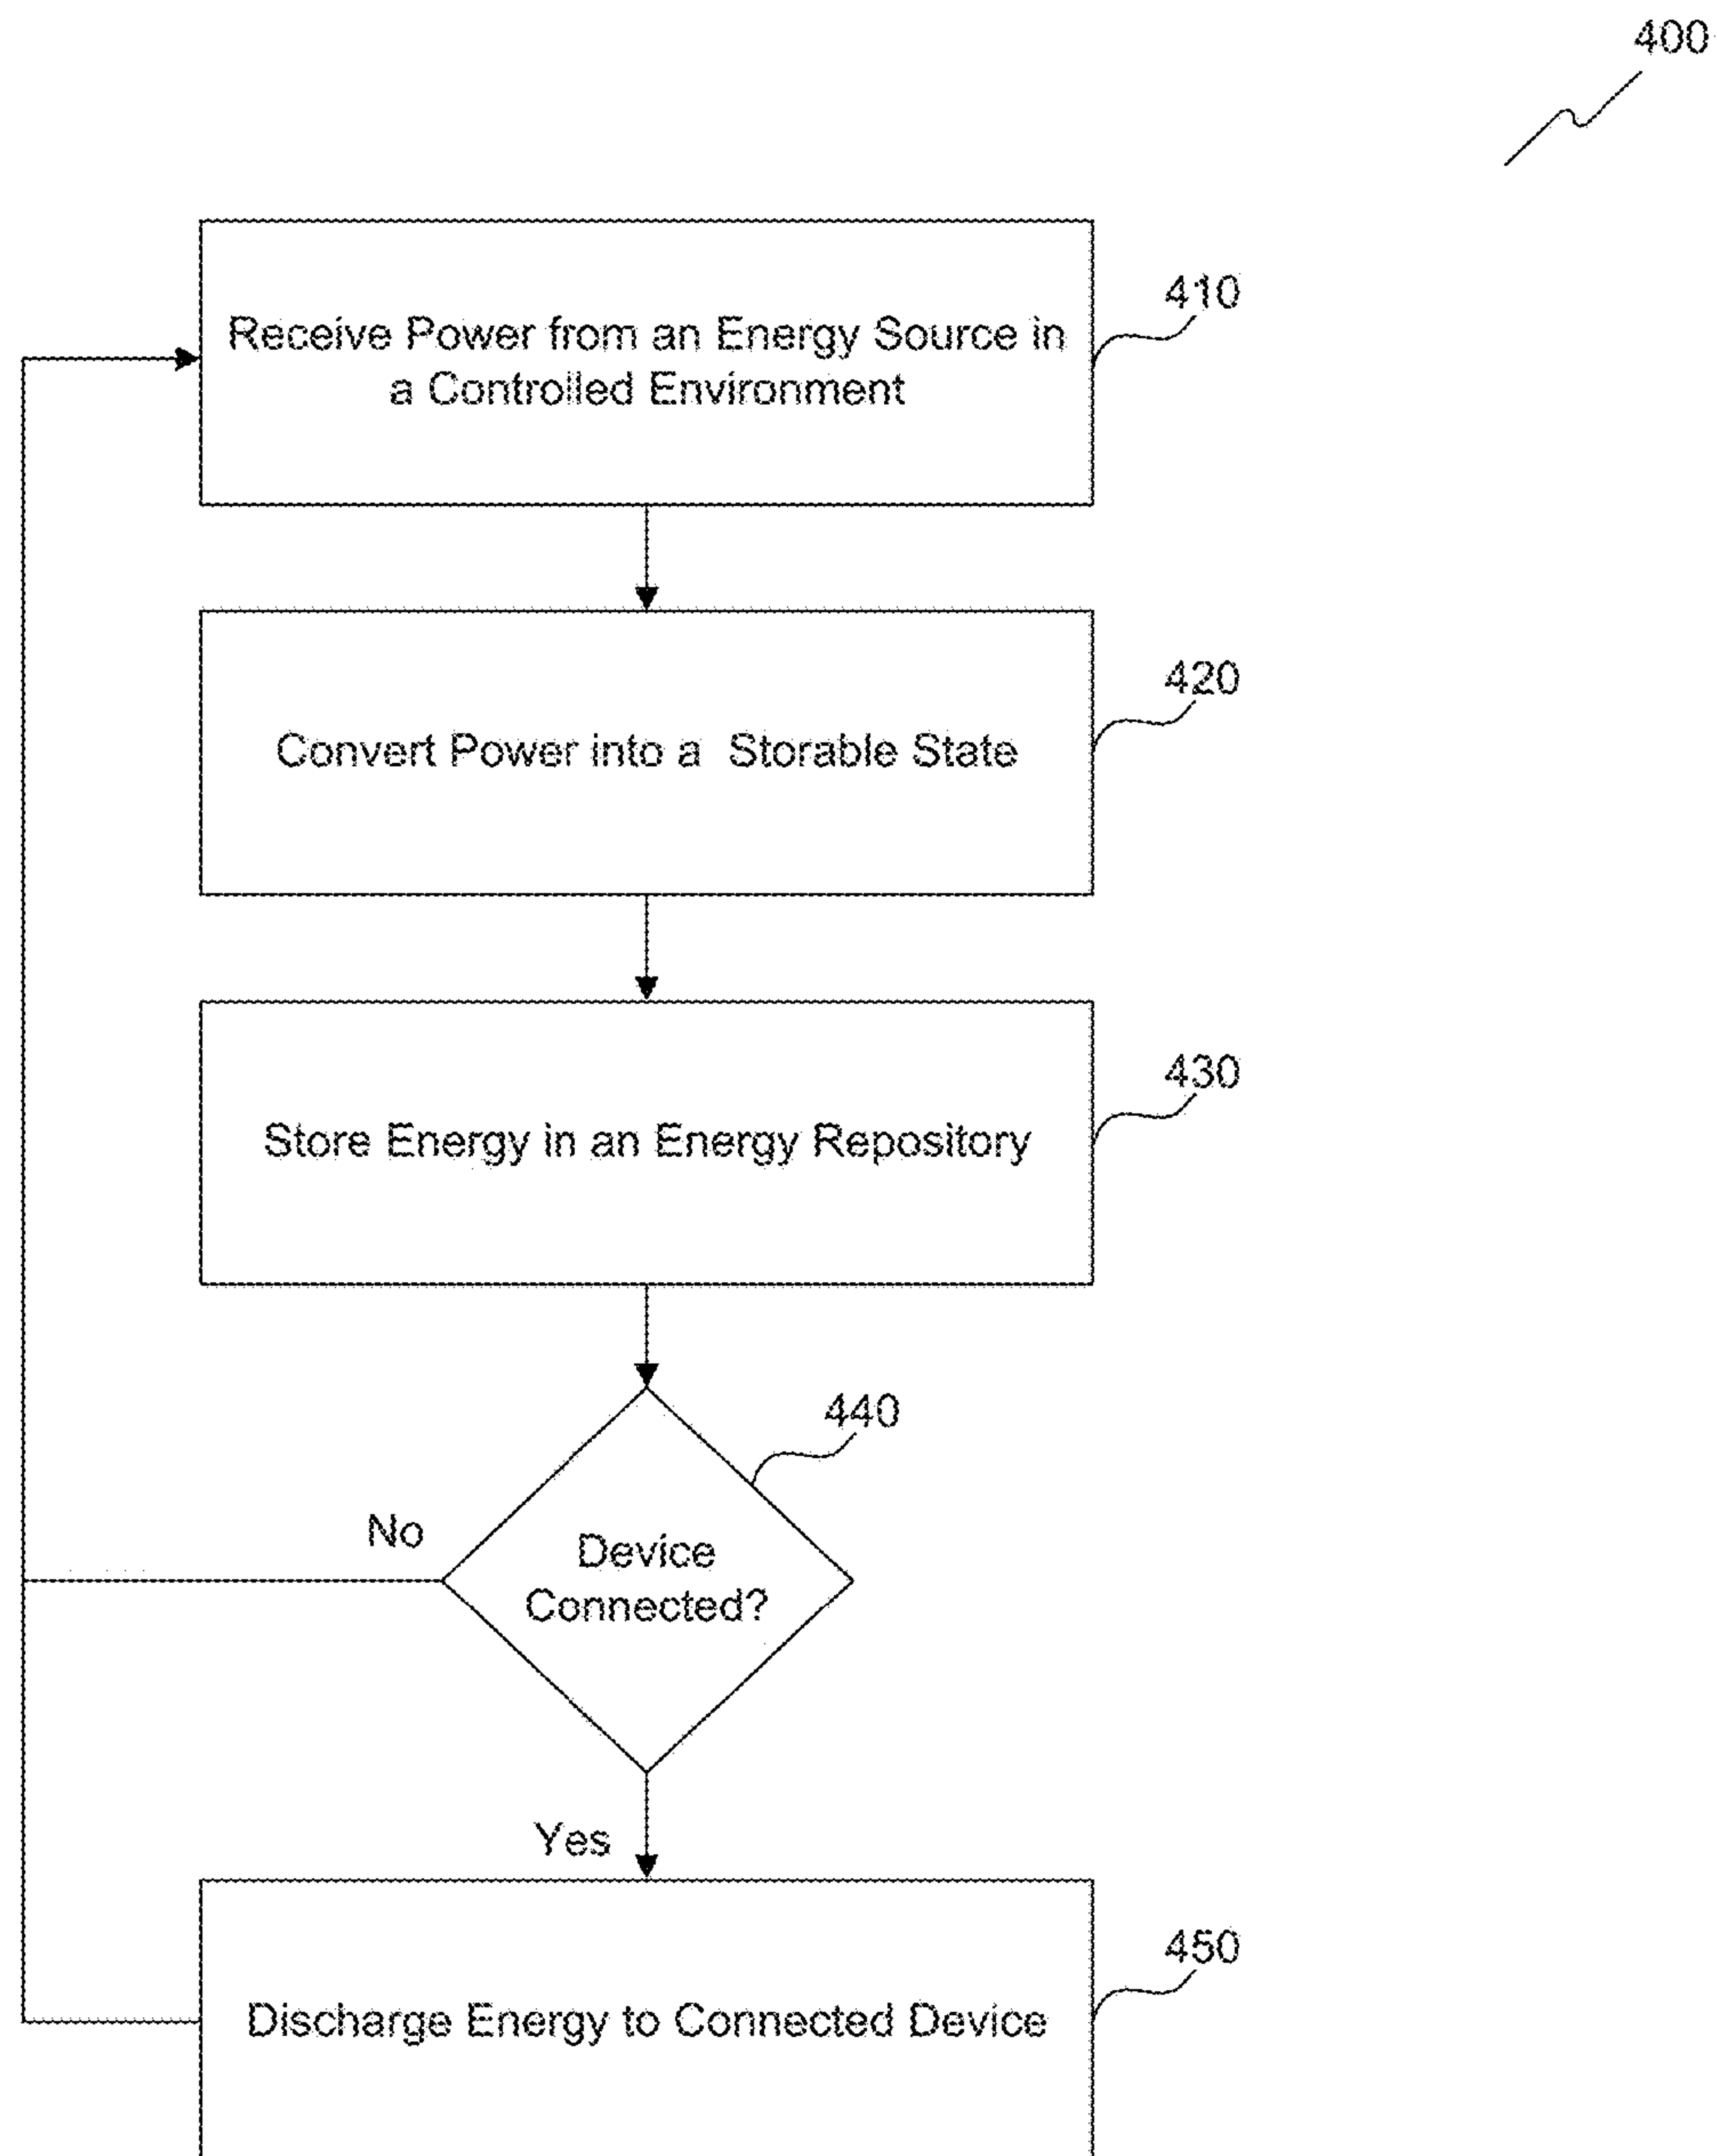 400
Receive Power from an Energy Source in
a Controlled Environment
410
Convert Power into a Storable State
420
Store Energy in an Energy Repository
430
440
Device
Connected?
No
Yes
Discharge Energy to Connected Device
450